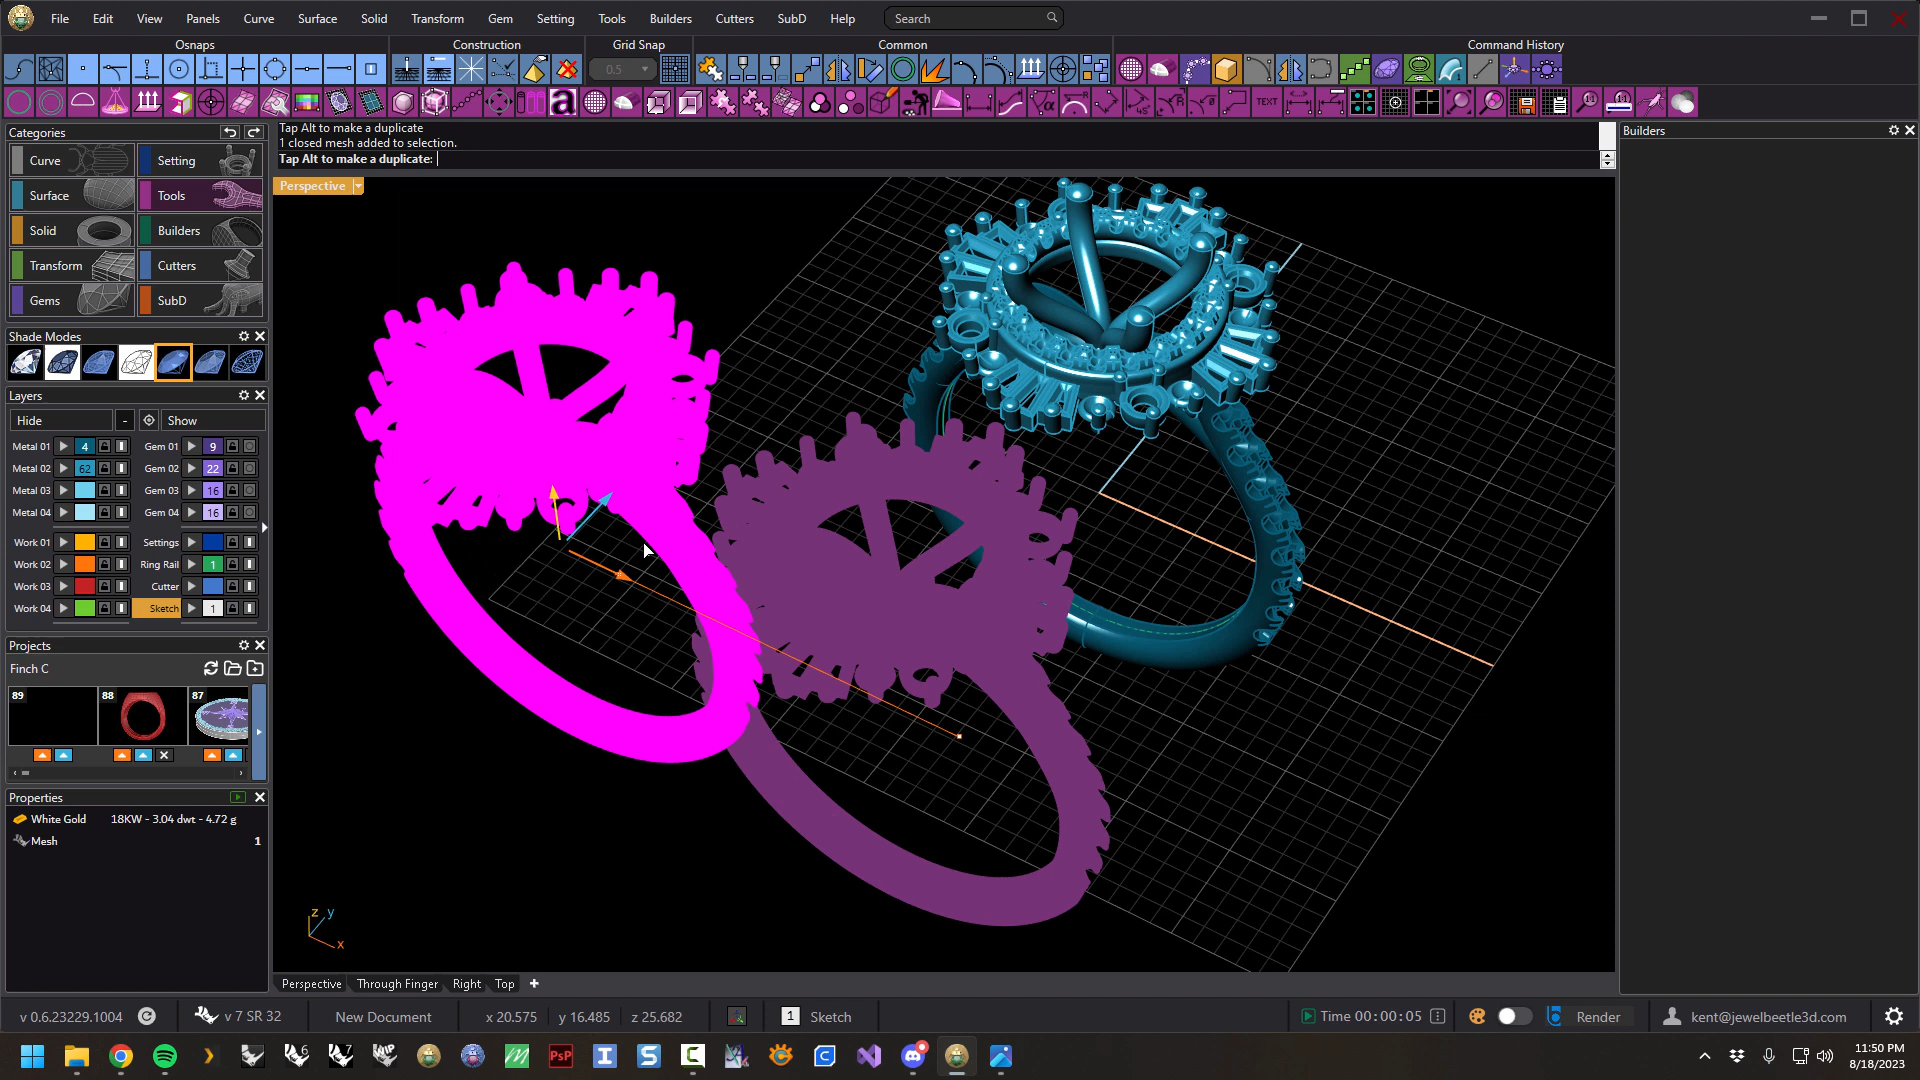 File Edit View Panels Curve Surface Solid Transform Gem Setting Tools Builders Cutters SubD Help Search
Osnaps Construction Grid Snap Common Command History
0.5
a TEXT
Categories
Curve Setting
Surface Tools
Solid Builders
Transform Cutters
Gems SubD
Shade Modes
Layers
Hide - Show
Metal 01 4 Gem 01 9
Metal 02 62 Gem 02 22
Metal 03 Gem 03 16
Metal 04 Gem 04 16
Work 01 Settings
Work 02 Ring Rail 1
Work 03 Cutter
Work 04 Sketch 1
Projects
Finch C
89 88 87
Properties
White Gold 18KW - 3.04 dwt - 4.72 g
Mesh 1
Tap Alt to make a duplicate
1 closed mesh added to selection.
Tap Alt to make a duplicate:
Perspective
z y
x
Perspective Through Finger Right Top +
Builders
v 0.6.23229.1004 v 7 SR 32 New Document x 20.575 y 16.485 z 25.682 1 Sketch Time 00:00:05 Render kent@jewelbeetle3d.com
6 7 WIP PsP I S C
11:50 PM
8/18/2023